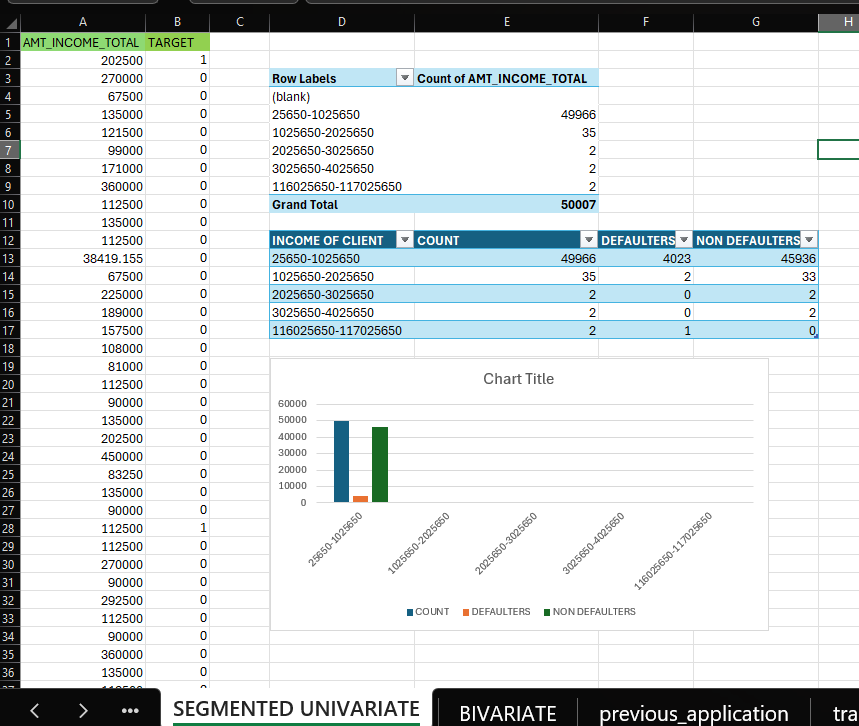 A B C D E F G H
1 AMT_INCOME_TOTAL TARGET
2 202500 1
3 270000 0 Row Labels Count of AMT_INCOME_TOTAL
4 67500 0 (blank)
5 135000 0 25650-1025650 49966
6 121500 0 1025650-2025650 35
7 99000 0 2025650-3025650 2
8 171000 0 3025650-4025650 2
9 360000 0 116025650-117025650 2
10 112500 0 Grand Total 50007
11 135000 0
12 112500 0 INCOME OF CLIENT COUNT DEFAULTERS NON DEFAULTERS
13 38419.155 0 25650-1025650 49966 4023 45936
14 67500 0 1025650-2025650 35 2 33
15 225000 0 2025650-3025650 2 0 2
16 189000 0 3025650-4025650 2 0 2
17 157500 0 116025650-117025650 2 1 0
18 108000 0
19 81000 0
20 112500 0
21 90000 0
22 135000 0
23 202500 0
24 450000 0
25 83250 0
26 135000 0
27 90000 0
28 112500 1
29 112500 0
30 270000 0
31 90000 0
32 292500 0
33 112500 0
34 90000 0
35 360000 0
36 135000 0
Chart Title
60000
50000
40000
30000
20000
10000
0
25650-1025650 1025650-2025650 2025650-3025650 3025650-4025650 116025650-117025650
COUNT DEFAULTERS NON DEFAULTERS
SEGMENTED UNIVARIATE BIVARIATE previous_application tra